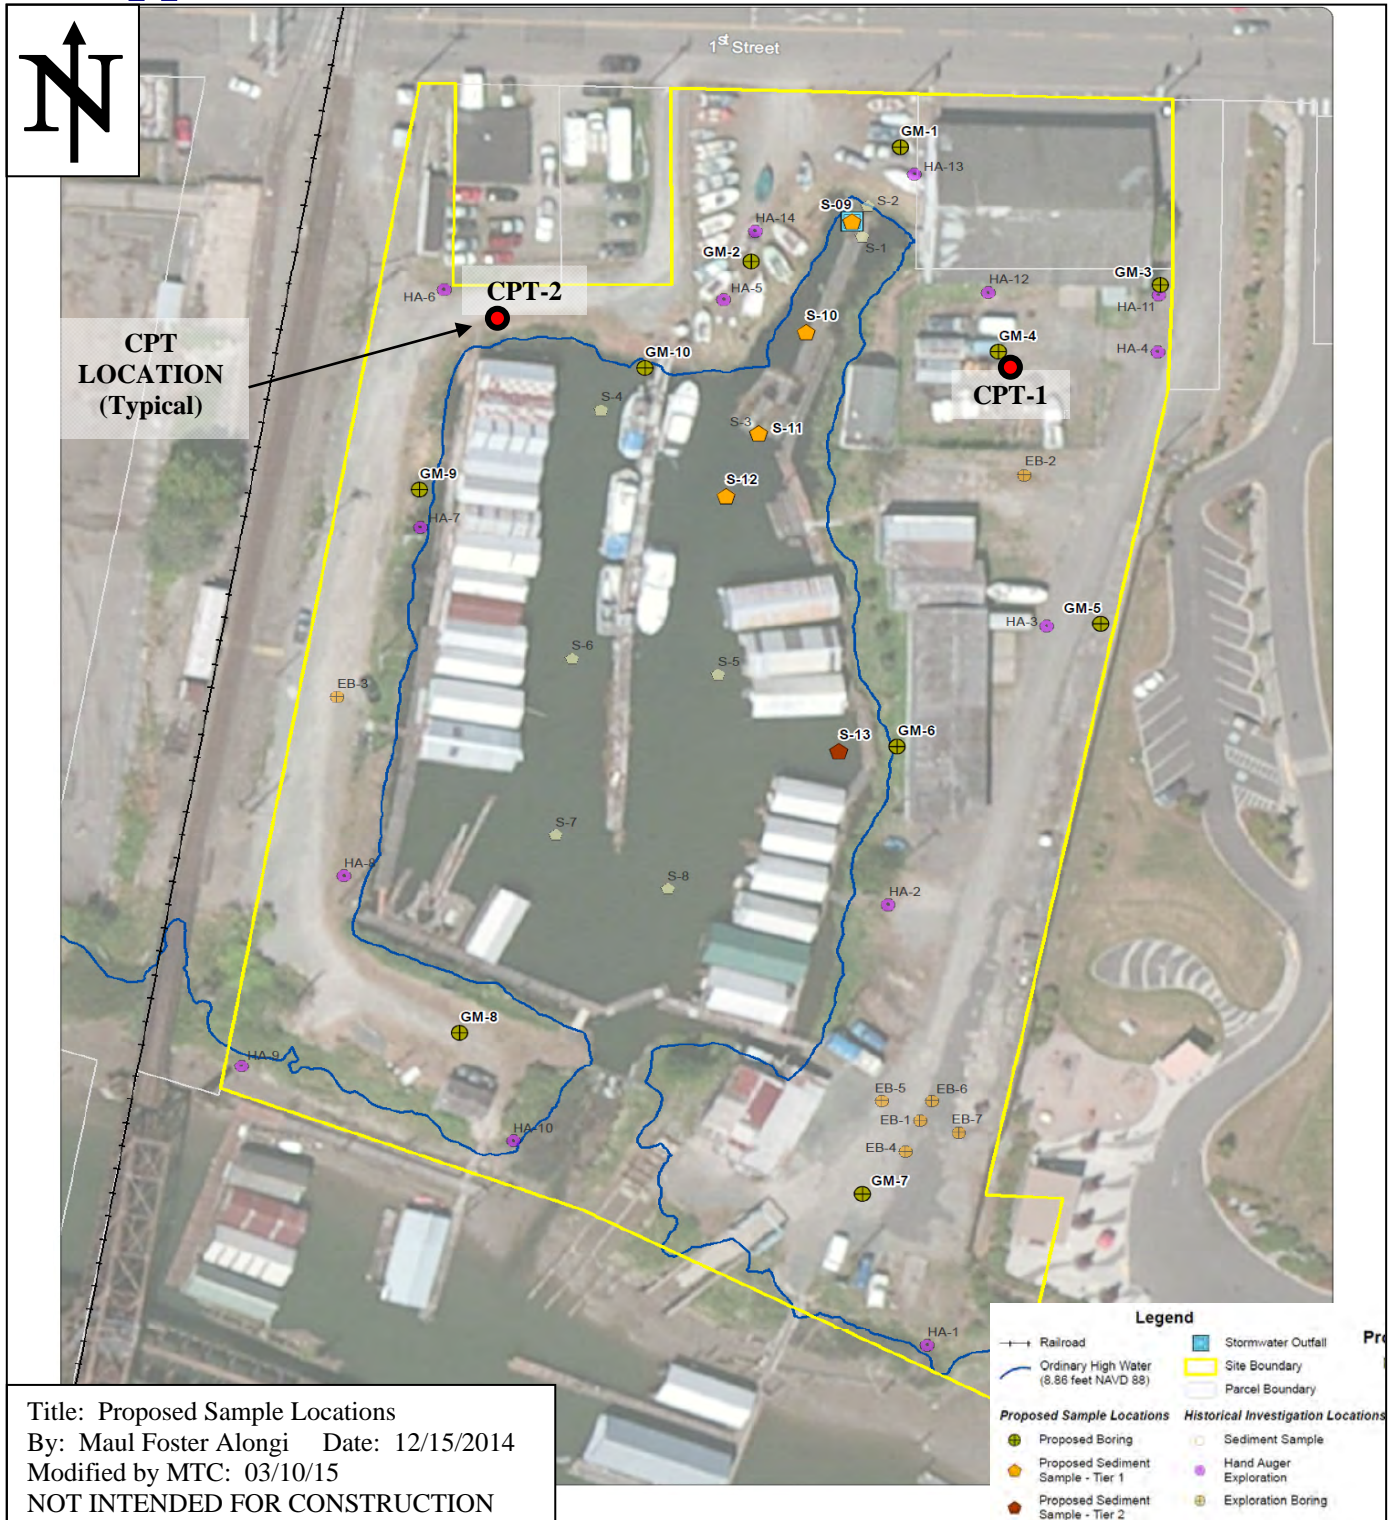 N
1st Street
GM-1
HA-13
S-09
S-2
S-1
HA-14
GM-2
HA-5
HA-12
GM-3
HA-11
HA-6
CPT-2
S-10
CPT
LOCATION
(Typical)
GM-10
GM-4
HA-4
CPT-1
S-4
S-3
S-11
EB-2
GM-9
S-12
HA-7
HA-3
GM-5
S-6
S-5
EB-3
S-13
GM-6
S-7
HA-8
S-8
HA-2
GM-8
HA-9
EB-5
EB-6
EB-1
EB-7
HA-10
EB-4
GM-7
HA-1
Legend
Railroad
Ordinary High Water
(8.86 feet NAVD 88)
Stormwater Outfall
Site Boundary
Parcel Boundary
Proposed Sample Locations
Proposed Boring
Proposed Sediment
Sample - Tier 1
Proposed Sediment
Sample - Tier 2
Historical Investigation Locations
Sediment Sample
Hand Auger
Exploration
Exploration Boring
Title: Proposed Sample Locations
By: Maul Foster Alongi Date: 12/15/2014
Modified by MTC: 03/10/15
NOT INTENDED FOR CONSTRUCTION